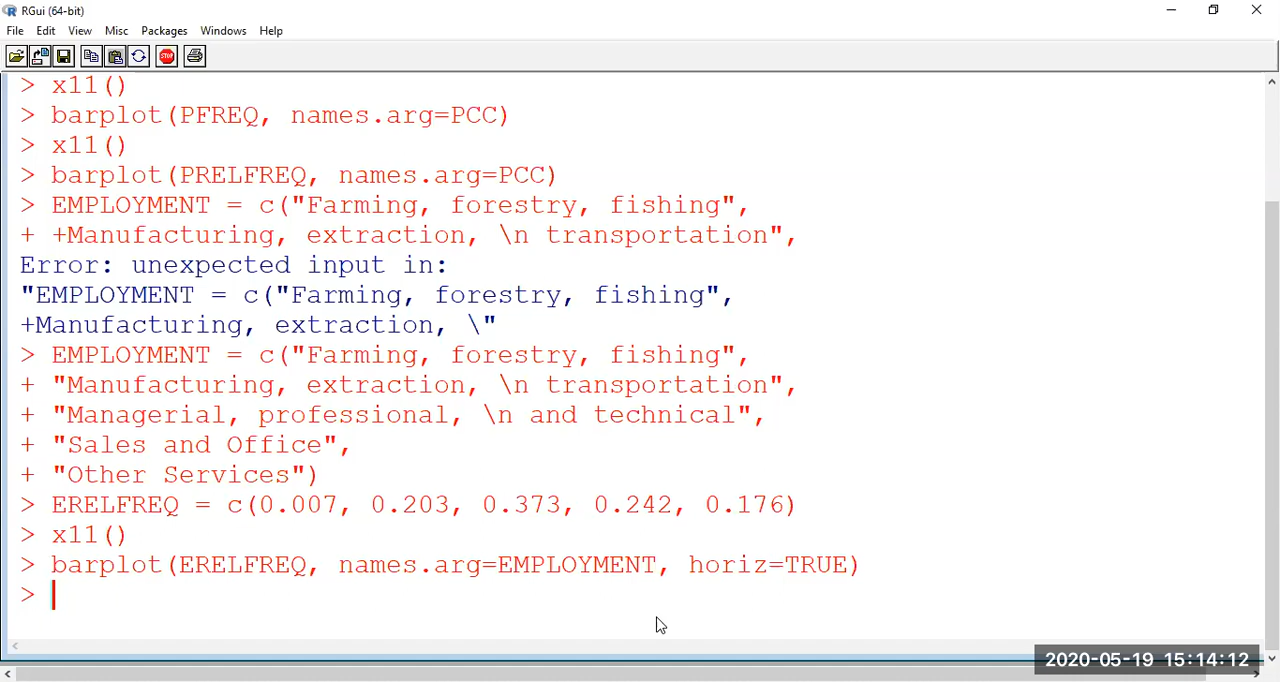 RGui (64-bit)
File Edit View Misc Packages Windows Help
STOP
> x11()
> barplot(PFREQ, names.arg=PCC)
> x11()
> barplot(PRELFREQ, names.arg=PCC)
> EMPLOYMENT = c("Farming, forestry, fishing",
+ +Manufacturing, extraction, \n transportation",
Error: unexpected input in:
"EMPLOYMENT = c("Farming, forestry, fishing",
+Manufacturing, extraction, \"
> EMPLOYMENT = c("Farming, forestry, fishing",
+ "Manufacturing, extraction, \n transportation",
+ "Managerial, professional, \n and technical",
+ "Sales and Office",
+ "Other Services")
> ERELFREQ = c(0.007, 0.203, 0.373, 0.242, 0.176)
> x11()
> barplot(ERELFREQ, names.arg=EMPLOYMENT, horiz=TRUE)
>
2020-05-19 15:14:12